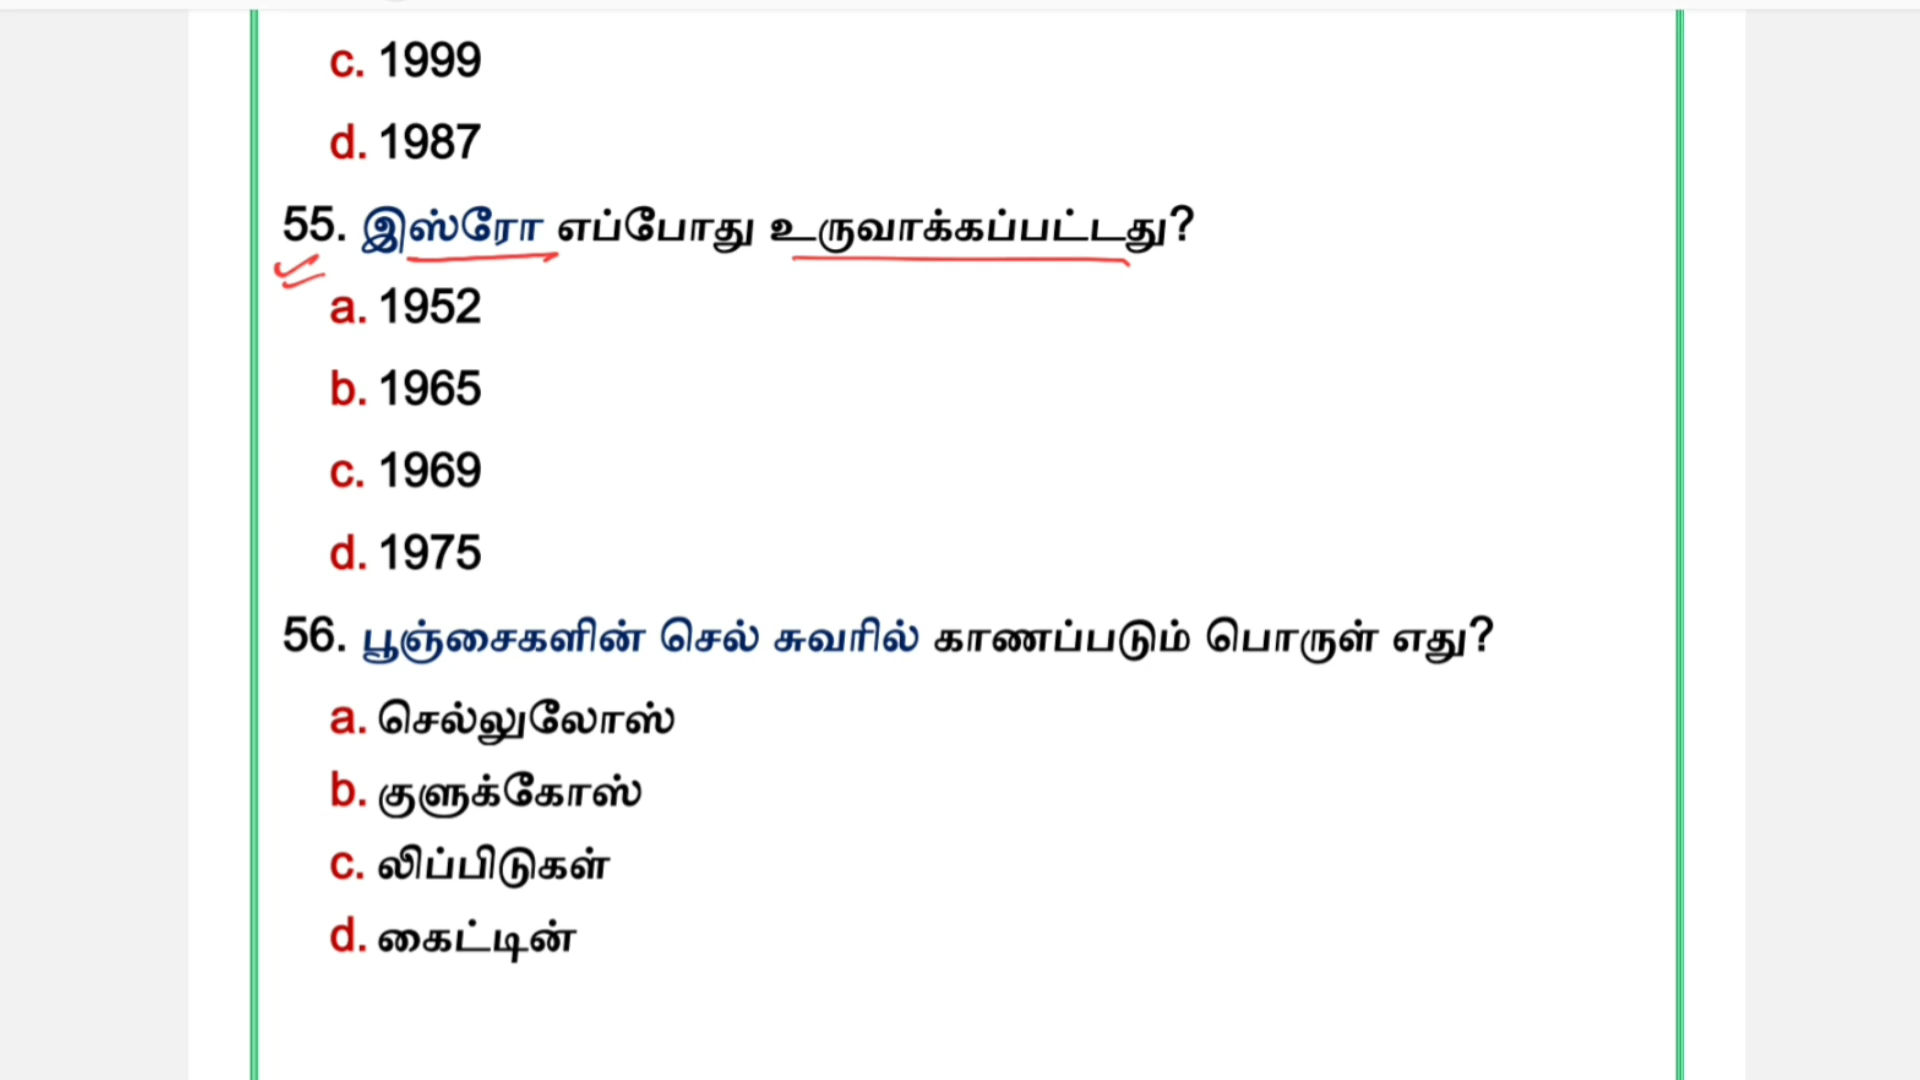 c. 1999
d. 1987
55. இஸ்ரோ எப்போது உருவாக்கப்பட்டது?
a. 1952
b. 1965
c. 1969
d. 1975
56. பூஞ்சைகளின் செல் சுவரில் காணப்படும் பொருள் எது?
a. செல்லுலோஸ்
b. குளுக்கோஸ்
c. லிப்பிடுகள்
d. கைட்டின்